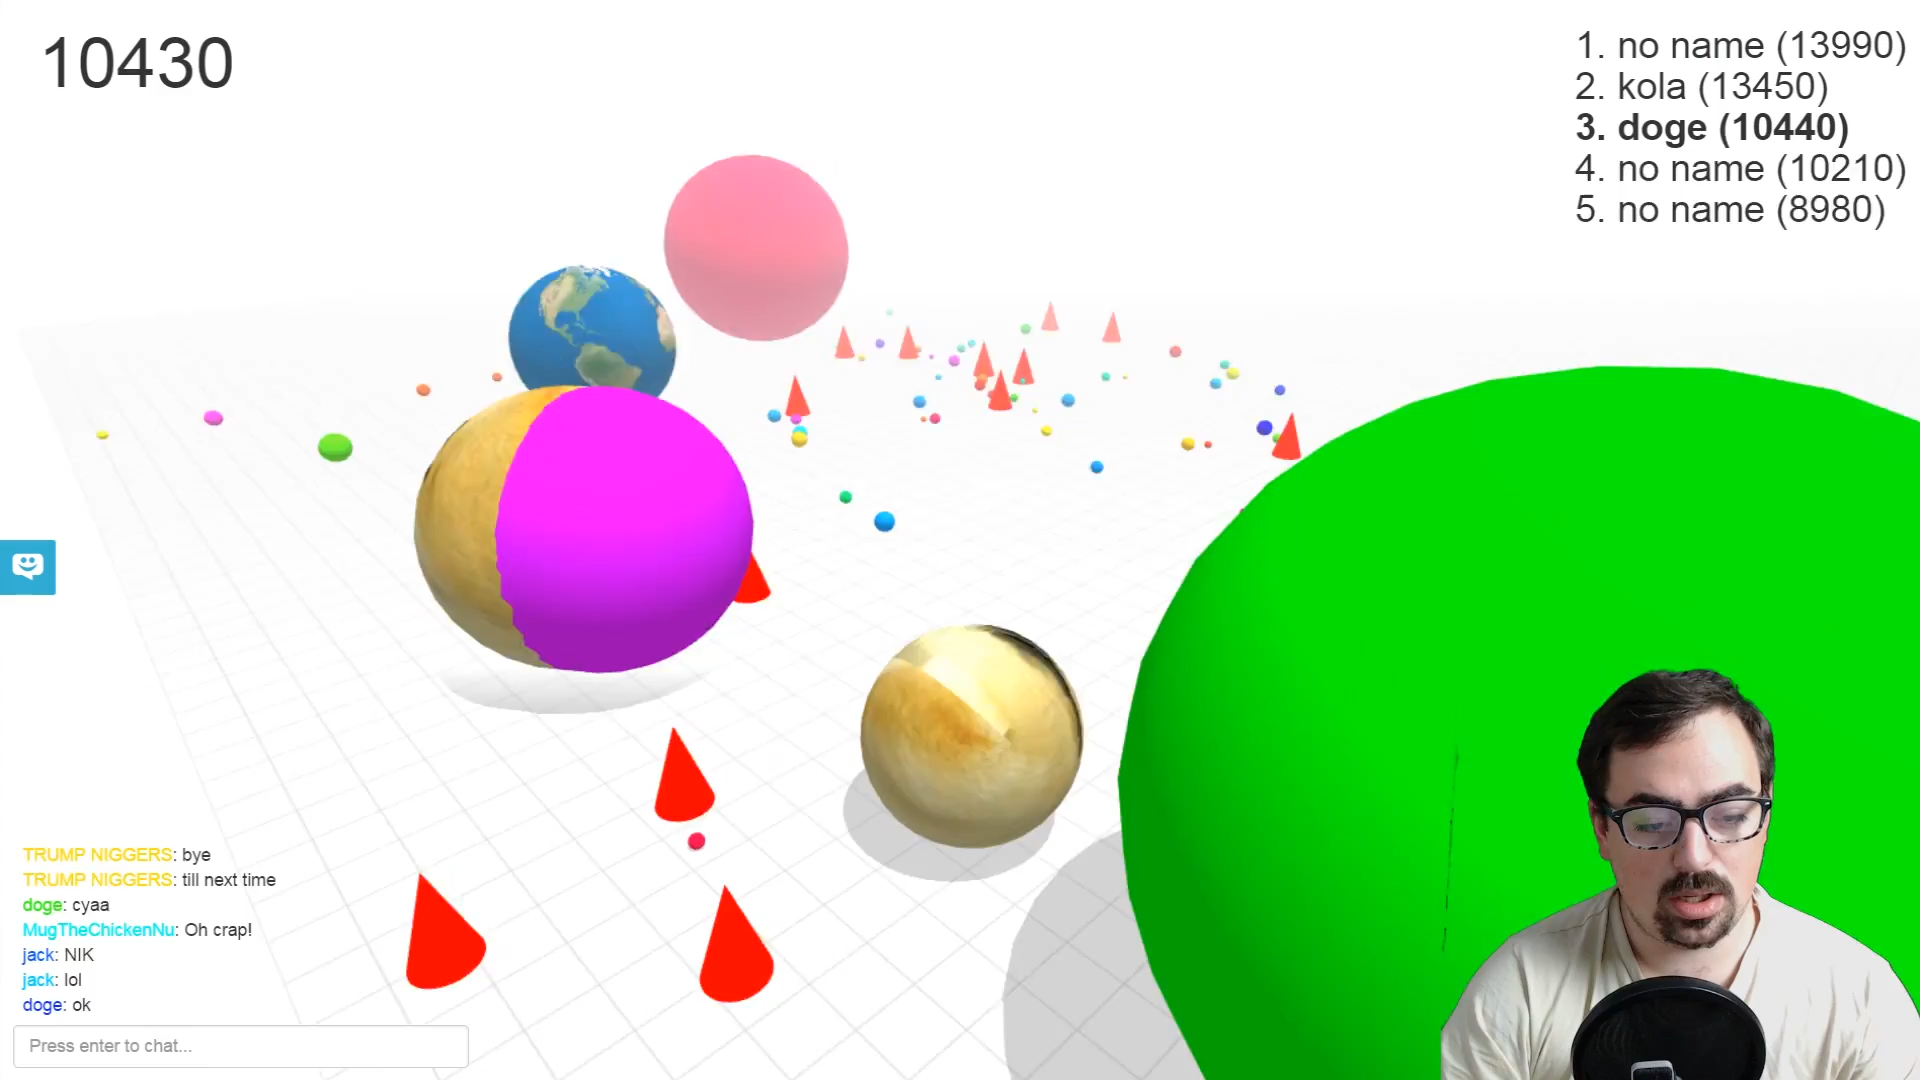 10430
1. no name (13990)
2. kola (13450)
3. doge (10440)
4. no name (10210)
5. no name (8980)
TRUMP NIGGERS: bye
TRUMP NIGGERS: till next time
doge: cyaa
MugTheChickenNu: Oh crap!
jack: NIK
jack: lol
doge: ok
Press enter to chat...